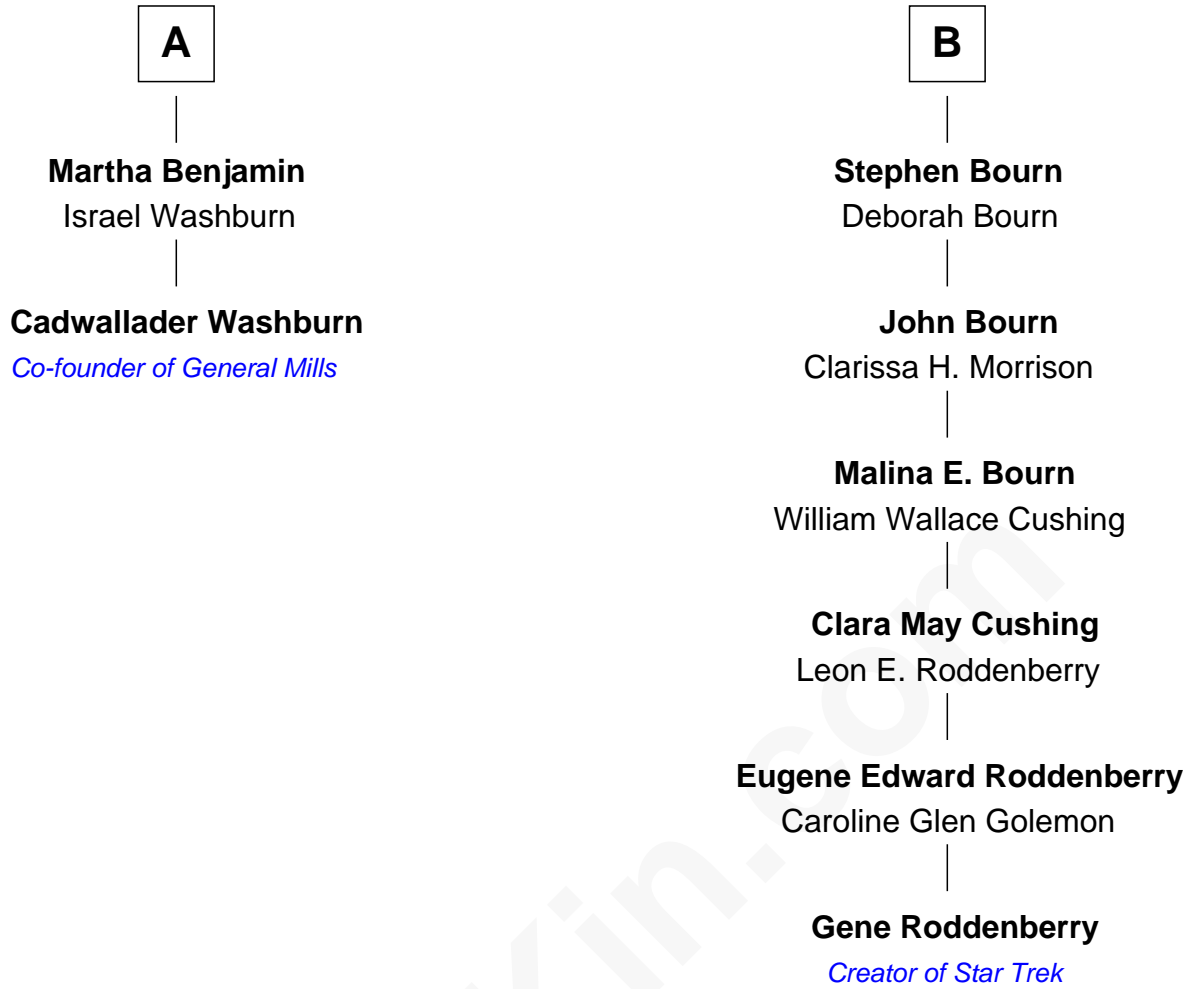 A
Martha Benjamin
Israel Washburn
Cadwallader Washburn
Co-founder of General Mills
B
Stephen Bourn
Deborah Bourn
John Bourn
Clarissa H. Morrison
Malina E. Bourn
William Wallace Cushing
Clara May Cushing
Leon E. Roddenberry
Eugene Edward Roddenberry
Caroline Glen Golemon
Gene Roddenberry
Creator of Star Trek
Kin.com